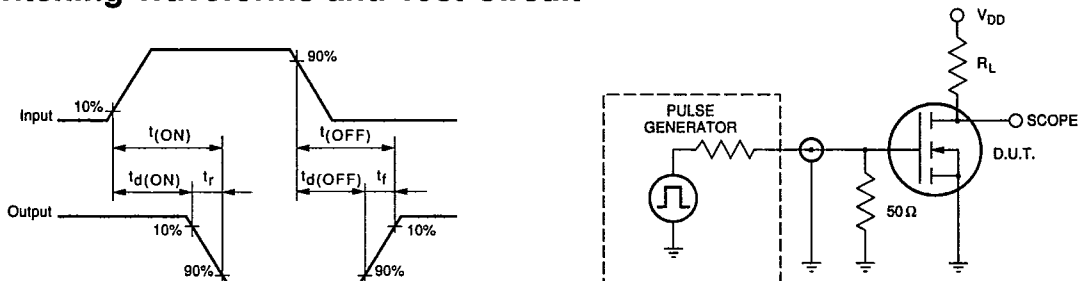 Switching Waveforms and Test Circuit
90%
10%
Input
t(ON)
t(OFF)
td(ON)
tr
td(OFF)
tf
Output
10%
10%
90%
90%
VDD
RL
PULSE
GENERATOR
SCOPE
D.U.T.
50Ω